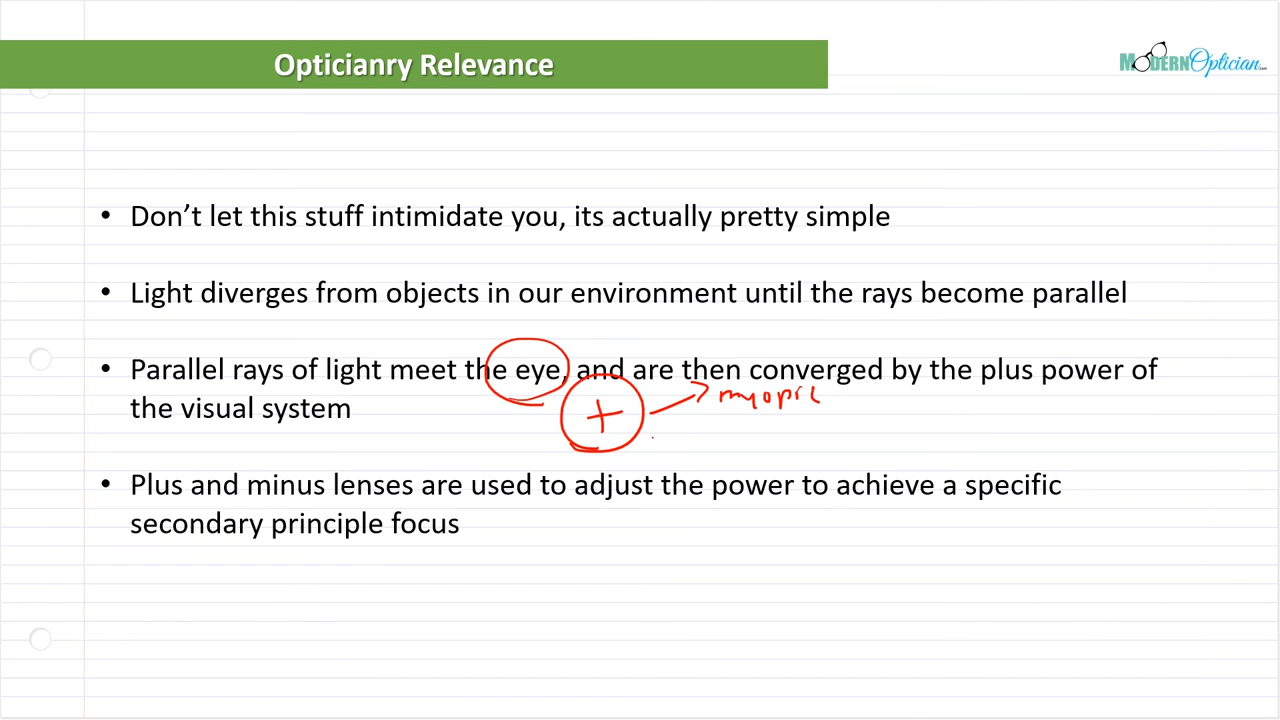 Opticianry Relevance
MODERNOptician.com
• Don't let this stuff intimidate you, its actually pretty simple
• Light diverges from objects in our environment until the rays become parallel
• Parallel rays of light meet the eye, and are then converged by the plus power of
the visual system
+
myopic
• Plus and minus lenses are used to adjust the power to achieve a specific
secondary principle focus